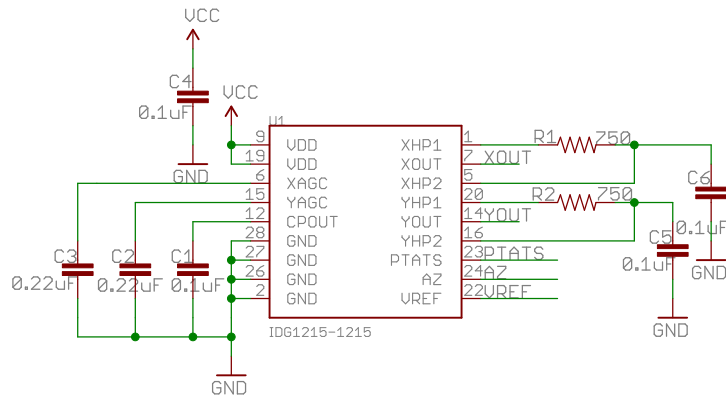 VCC
C4
0.1uF
GND
VCC
U1
9 VDD XHP1 1 R1 750
19 VDD XOUT 7 XOUT
6 XAGC XHP2 5
15 YAGC YHP1 20 R2 750
12 CPOUT YOUT 14 YOUT
28 GND YHP2 16
27 GND PTATS 23 PTATS
26 GND AZ 24 AZ
2 GND VREF 22 VREF
C3
0.22uF
C2
0.22uF
C1
0.1uF
C6
0.1uF
GND
C5
0.1uF
GND
IDG1215-1215
GND